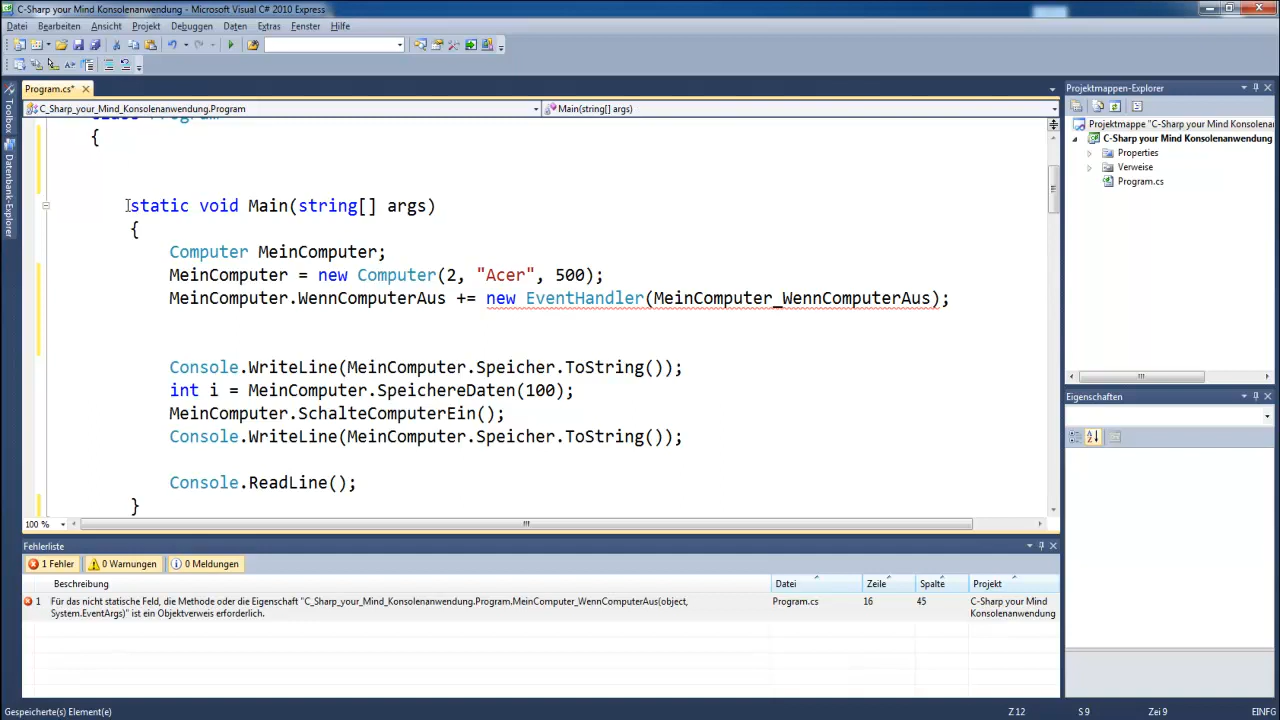 C-Sharp your Mind Konsolenanwendung - Microsoft Visual C# 2010 Express
Datei Bearbeiten Ansicht Projekt Debuggen Daten Extras Fenster Hilfe
Program.cs*
C_Sharp_your_Mind_Konsolenanwendung.Program
Main(string[] args)
Toolbox
Datenbank-Explorer
{
static void Main(string[] args)
{
Computer MeinComputer;
MeinComputer = new Computer(2, "Acer", 500);
MeinComputer.WennComputerAus += new EventHandler(MeinComputer_WennComputerAus);
Console.WriteLine(MeinComputer.Speicher.ToString());
int i = MeinComputer.SpeichereDaten(100);
MeinComputer.SchalteComputerEin();
Console.WriteLine(MeinComputer.Speicher.ToString());
Console.ReadLine();
}
100 %
Projektmappen-Explorer
Projektmappe "C-Sharp your Mind Konsolenan
C-Sharp your Mind Konsolenanwendung
Properties
Verweise
Program.cs
Eigenschaften
Fehlerliste
1 Fehler 0 Warnungen 0 Meldungen
Beschreibung Datei Zeile Spalte Projekt
1 Für das nicht statische Feld, die Methode oder die Eigenschaft "C_Sharp_your_Mind_Konsolenanwendung.Program.MeinComputer_WennComputerAus(object,
System.EventArgs)" ist ein Objektverweis erforderlich.
Program.cs 16 45 C-Sharp your Mind
Konsolenanwendung
Gespeicherte(s) Element(e) Z 12 S 9 Zei 9 EINFG